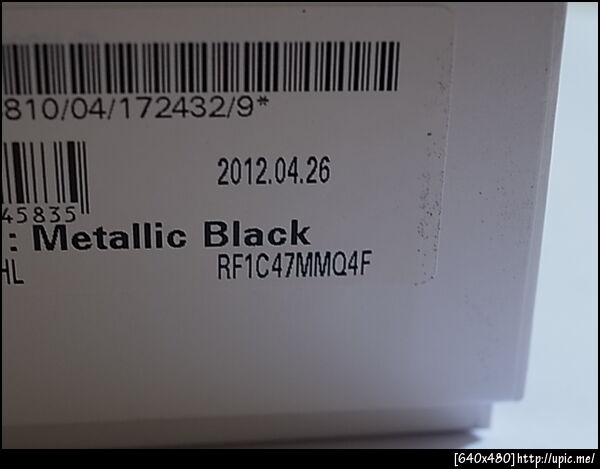 810/04/172432/9*
2012.04.26
45835
: Metallic Black
HL
RF1C47MMQ4F
[640x480]http://upic.me/